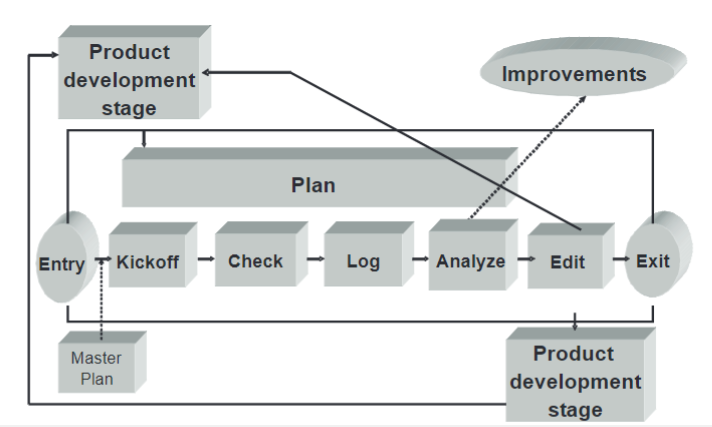 Product
development
stage
Improvements
Plan
Entry
Kickoff
Check
Log
Analyze
Edit
Exit
Master
Plan
Product
development
stage